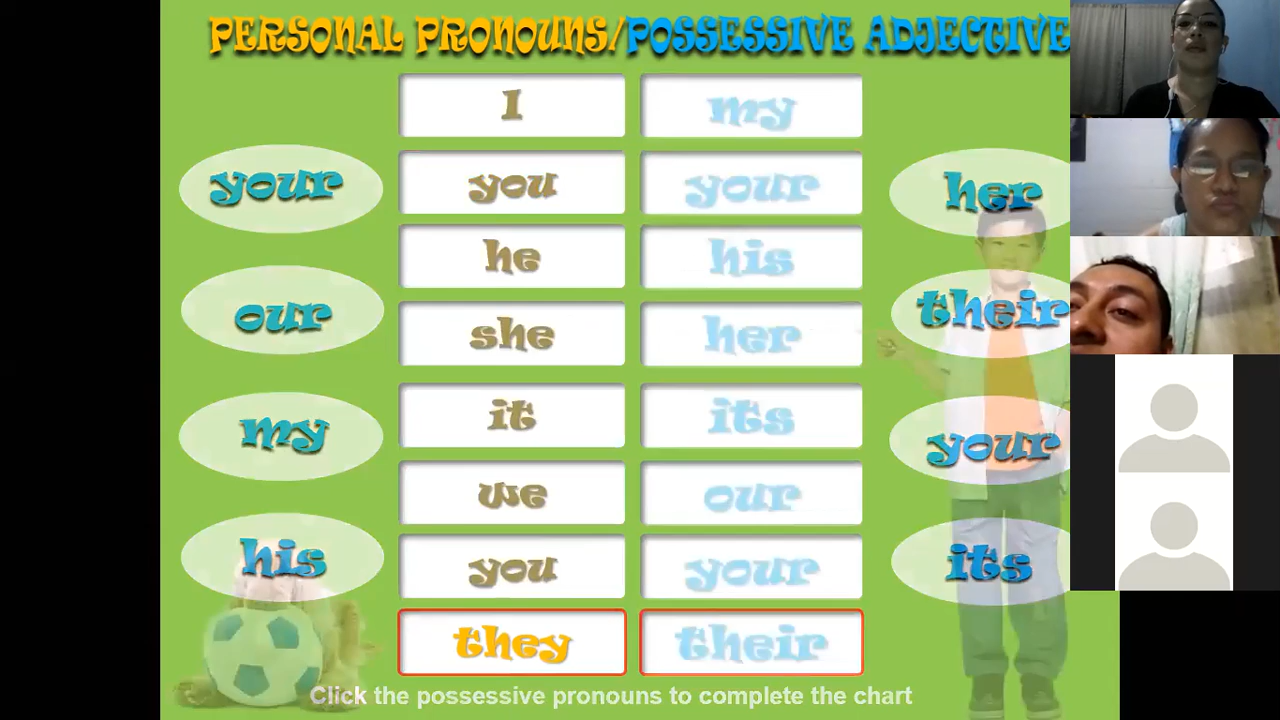 PERSONAL PRONOUNS/POSSESSIVE ADJECTIVE
I my
your you your her
he his
our she her their
it its
my we our your
his you your its
they their
Click the possessive pronouns to complete the chart